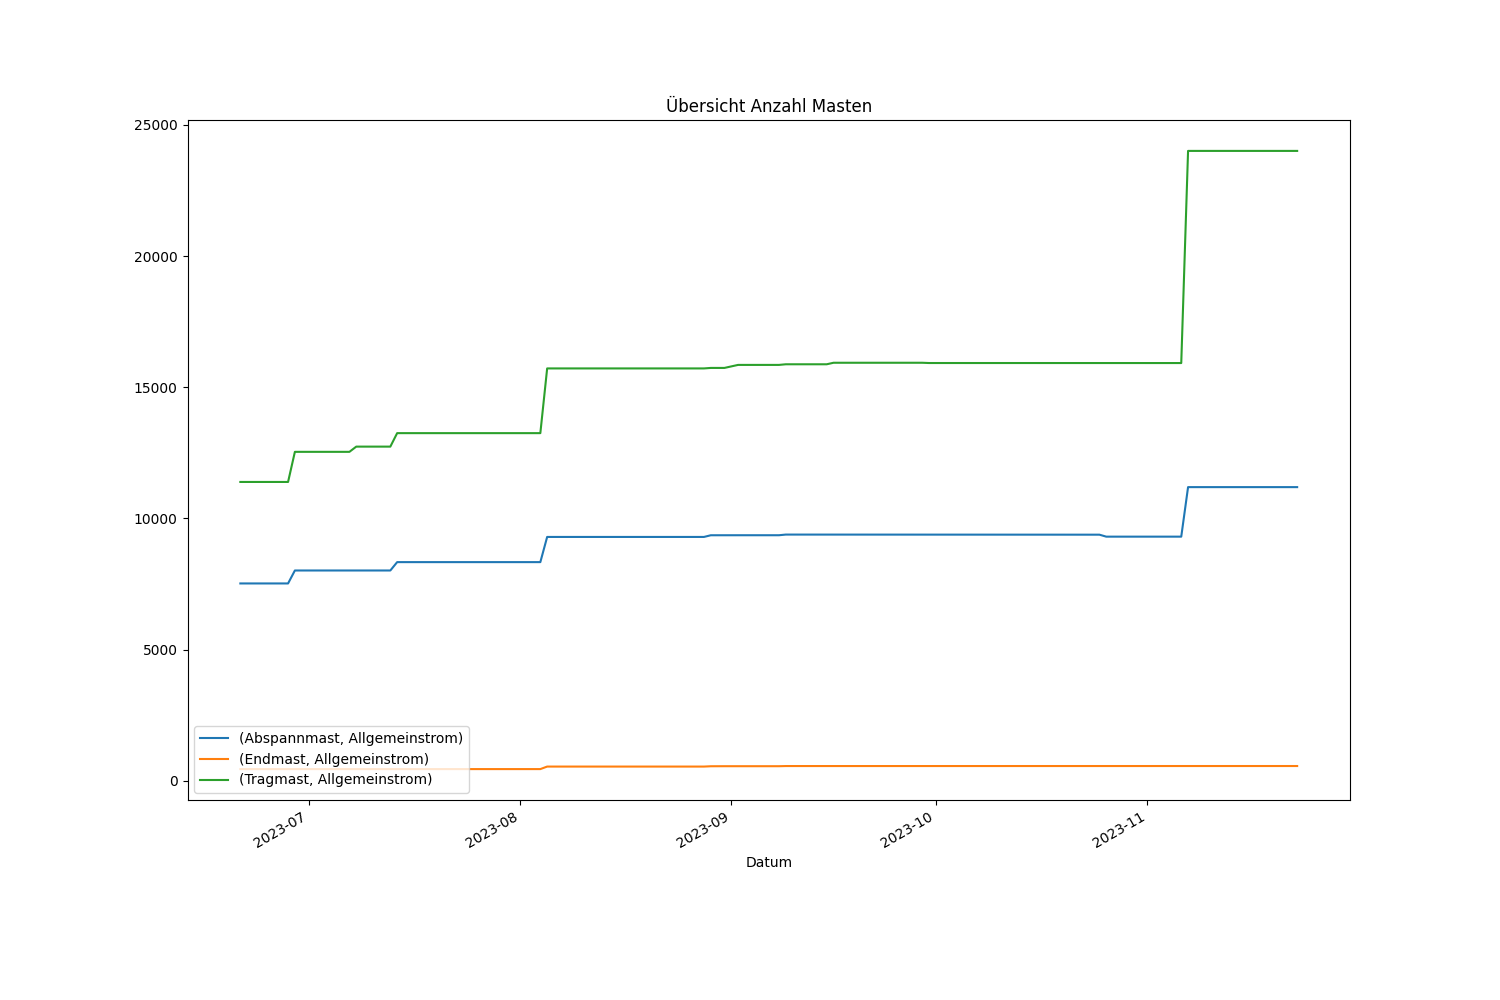 Übersicht Anzahl Masten
25000
20000
15000
10000
5000
0
(Abspannmast, Allgemeinstrom)
(Endmast, Allgemeinstrom)
(Tragmast, Allgemeinstrom)
2023-07
2023-08
2023-09
2023-10
2023-11
Datum